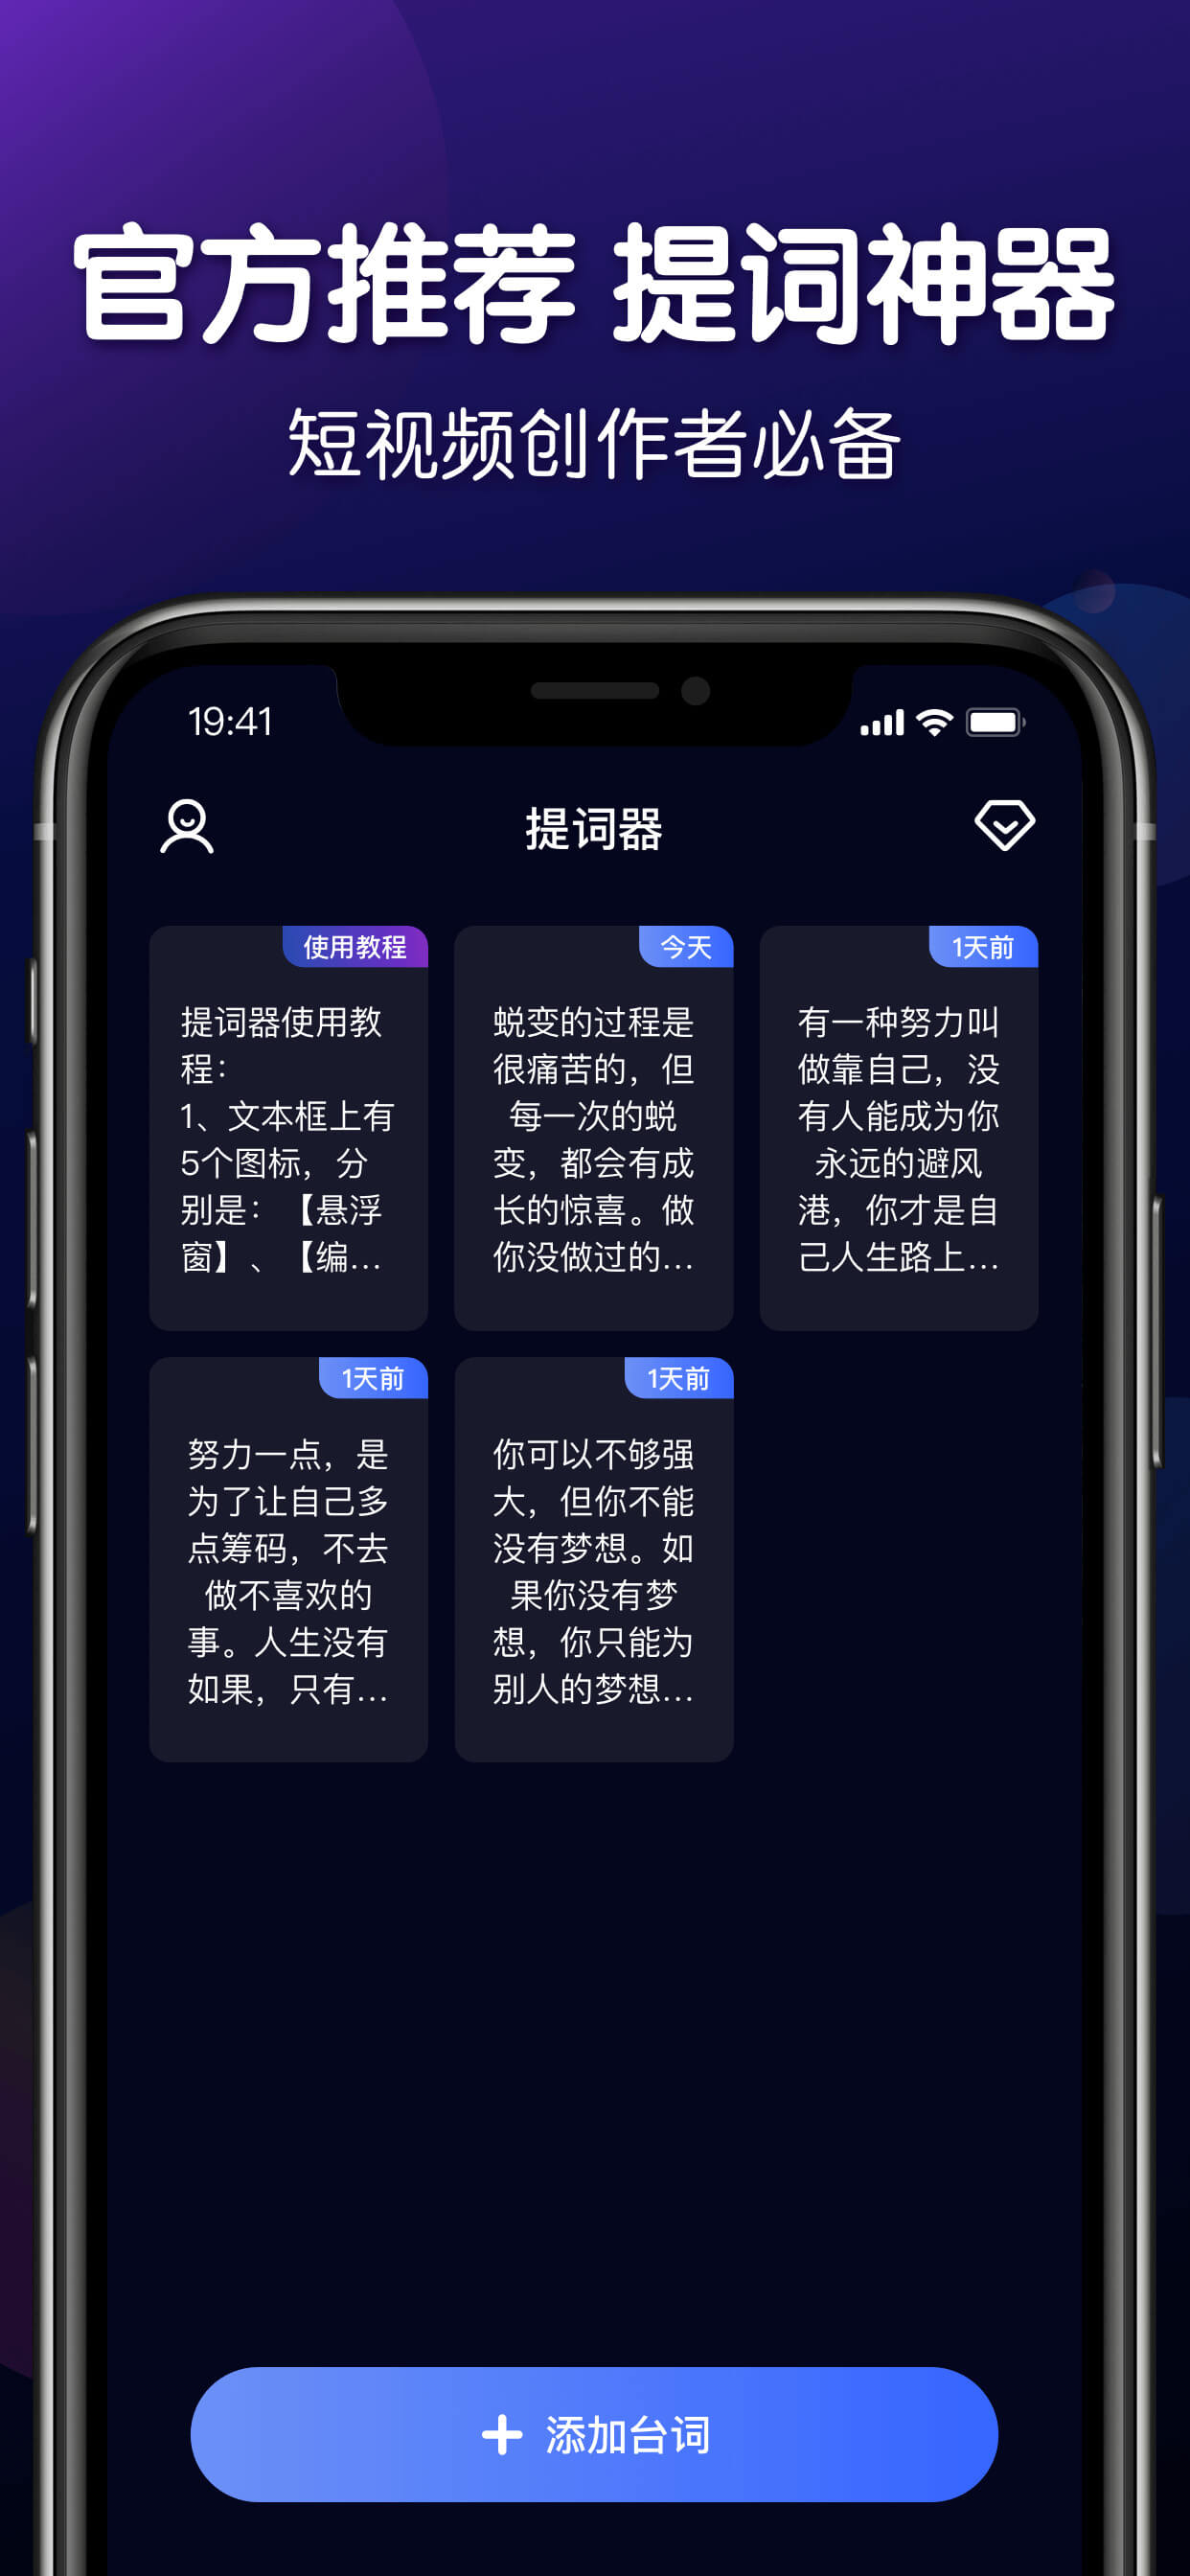 官方推荐 提词神器
短视频创作者必备
19:41
提词器
使用教程
提词器使用教
程：
1、文本框上有
5个图标，分
别是：【悬浮
窗】、【编...
今天
蜕变的过程是
很痛苦的，但
每一次的蜕
变，都会有成
长的惊喜。做
你没做过的...
1天前
有一种努力叫
做靠自己，没
有人能成为你
永远的避风
港，你才是自
己人生路上...
1天前
努力一点，是
为了让自己多
点筹码，不去
做不喜欢的
事。人生没有
如果，只有...
1天前
你可以不够强
大，但你不能
没有梦想。如
果你没有梦
想，你只能为
别人的梦想...
添加台词